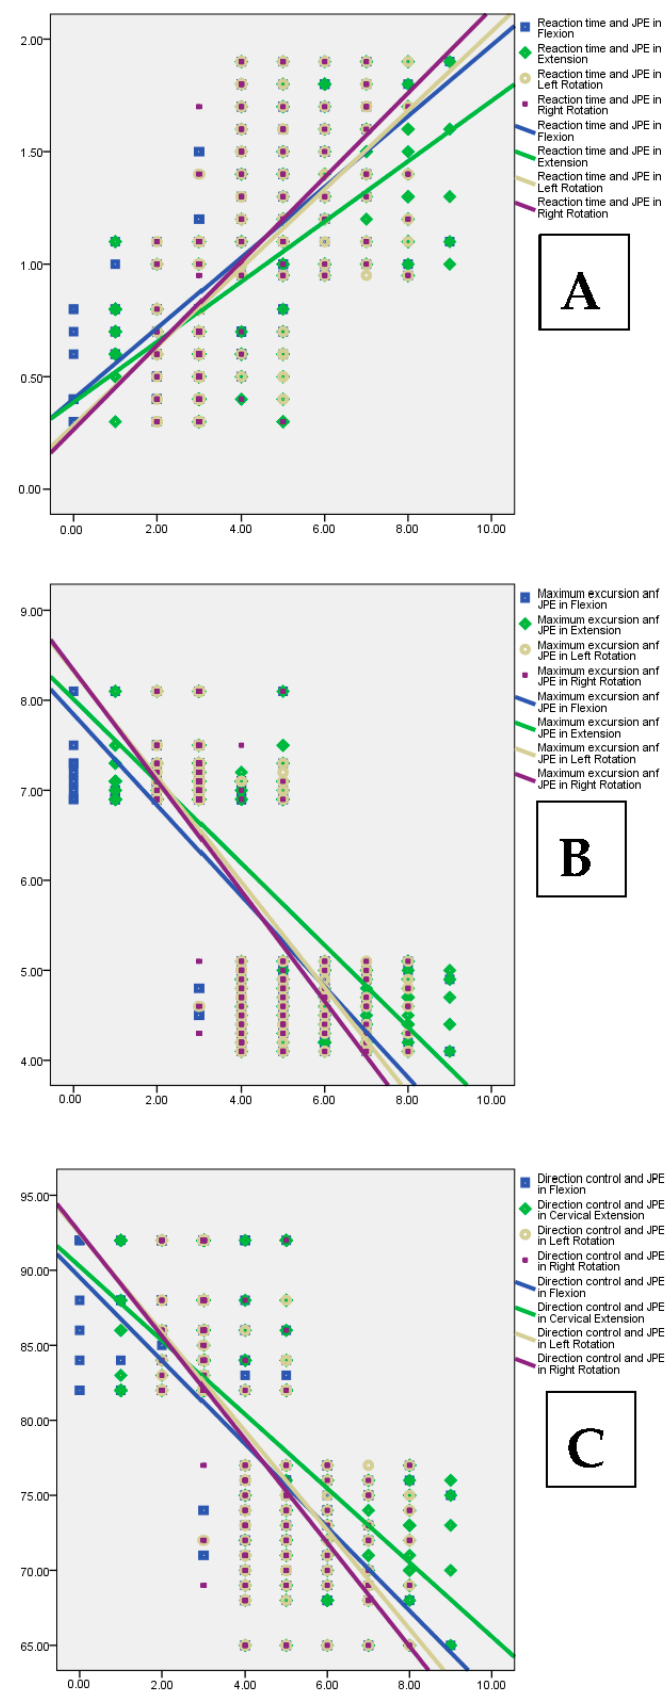 2.00
1.50
1.00
0.50
0.00
0.00 2.00 4.00 6.00 8.00 10.00
Reaction time and JPE in
Flexion
Reaction time and JPE in
Extension
Reaction time and JPE in
Left Rotation
Reaction time and JPE in
Right Rotation
Reaction time and JPE in
Flexion
Reaction time and JPE in
Extension
Reaction time and JPE in
Left Rotation
Reaction time and JPE in
Right Rotation
A
9.00
8.00
7.00
6.00
5.00
4.00
0.00 2.00 4.00 6.00 8.00 10.00
Maximum excursion anf
JPE in Flexion
Maximum excursion anf
JPE in Extension
Maximum excursion anf
JPE in Left Rotation
Maximum excursion anf
JPE in Right Rotation
Maximum excursion anf
JPE in Flexion
Maximum excursion anf
JPE in Extension
Maximum excursion anf
JPE in Left Rotation
Maximum excursion anf
JPE in Right Rotation
B
95.00
90.00
85.00
80.00
75.00
70.00
65.00
0.00 2.00 4.00 6.00 8.00 10.00
Direction control and JPE
in Flexion
Direction control and JPE
in Cervical Extension
Direction control and JPE
in Left Rotation
Direction control and JPE
in Right Rotation
Direction control and JPE
in Flexion
Direction control and JPE
in Cervical Extension
Direction control and JPE
in Left Rotation
Direction control and JPE
in Right Rotation
C